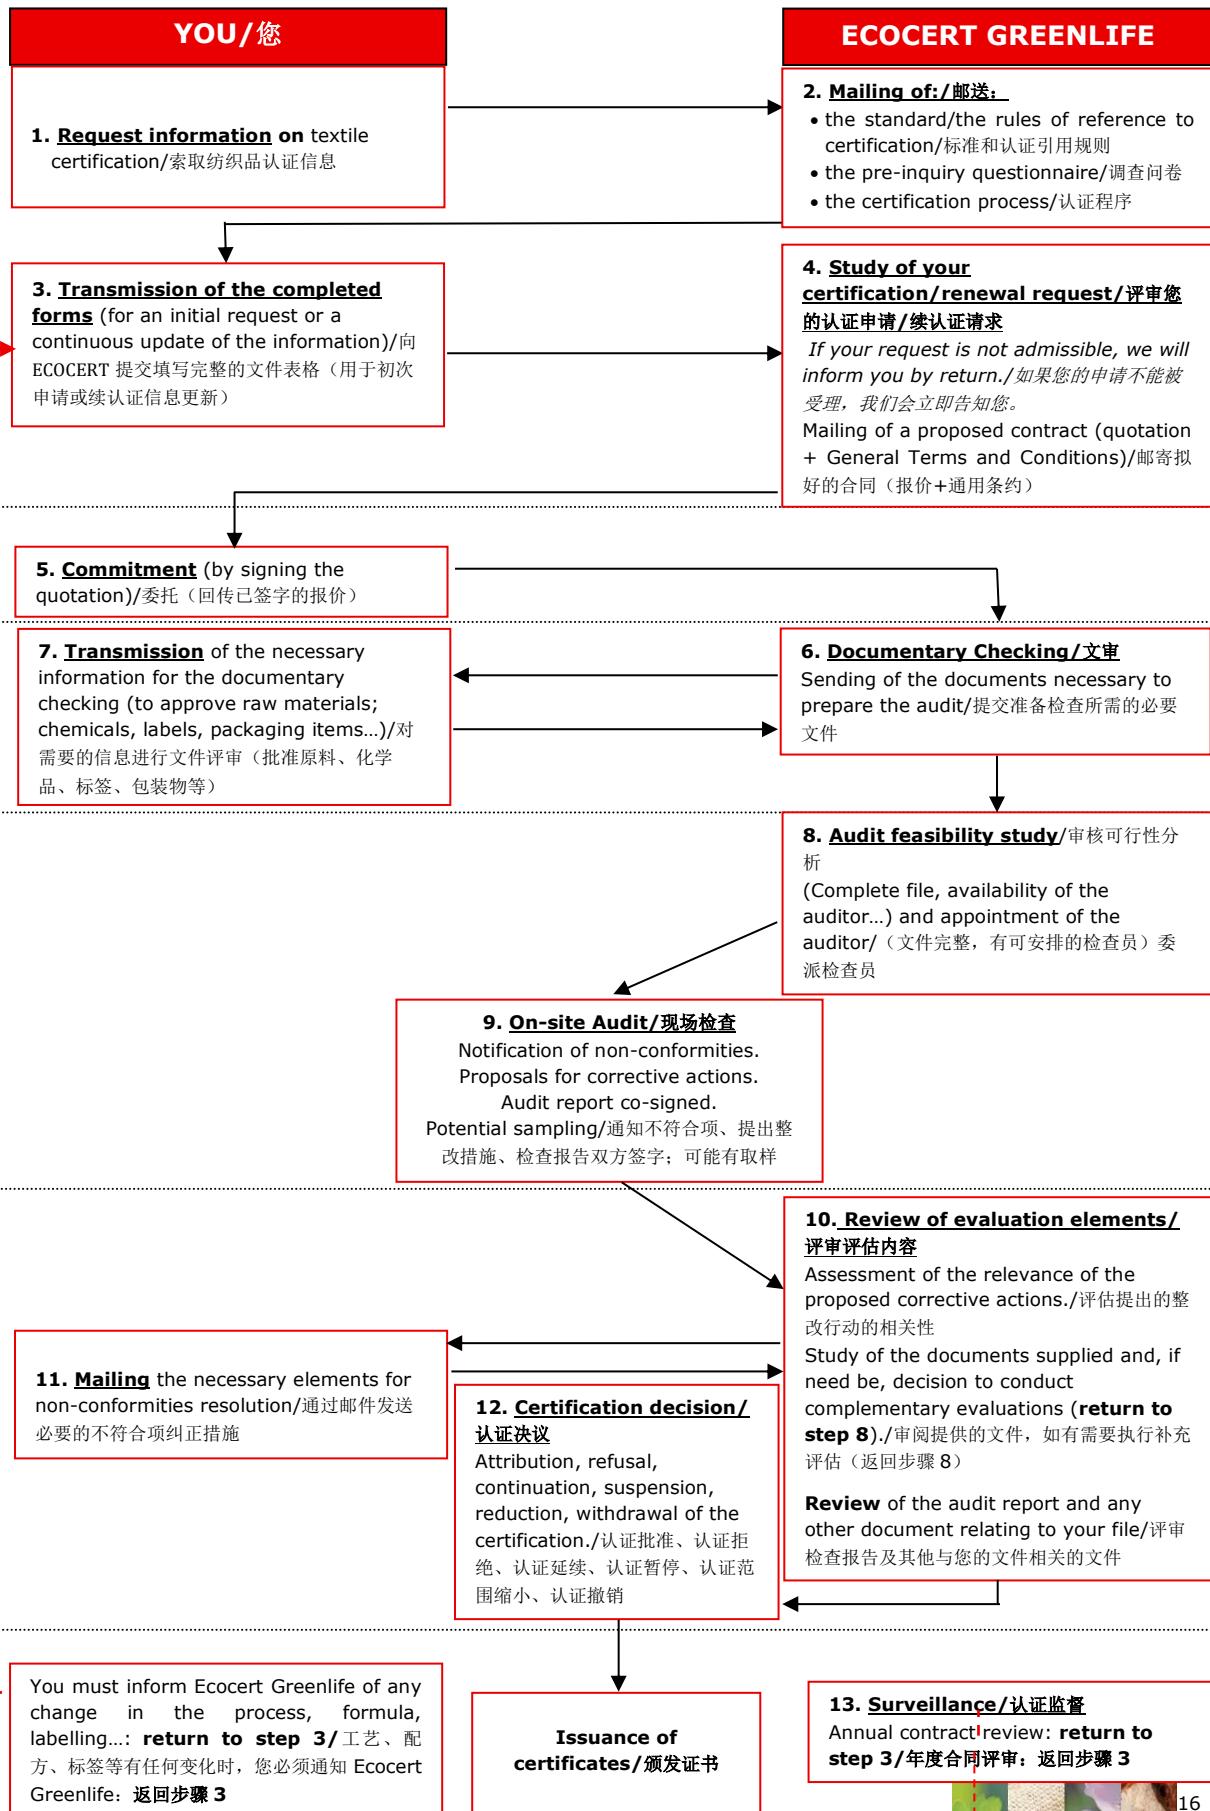 YOU/您
ECOCERT GREENLIFE
1. Request information on textile
certification/索取纺织品认证信息
2. Mailing of:/邮送：
• the standard/the rules of reference to
certification/标准和认证引用规则
• the pre-inquiry questionnaire/调查问卷
• the certification process/认证程序
3. Transmission of the completed
forms (for an initial request or a
continuous update of the information)/向
ECOCERT 提交填写完整的文件表格（用于初次
申请或续认证信息更新）
4. Study of your
certification/renewal request/评审您
的认证申请/续认证请求
If your request is not admissible, we will
inform you by return./如果您的申请不能被
受理，我们会立即告知您。
Mailing of a proposed contract (quotation
+ General Terms and Conditions)/邮寄拟
好的合同（报价+通用条约）
5. Commitment (by signing the
quotation)/委托（回传已签字的报价）
7. Transmission of the necessary
information for the documentary
checking (to approve raw materials;
chemicals, labels, packaging items…)/对
需要的信息进行文件评审（批准原料、化学
品、标签、包装物等）
6. Documentary Checking/文审
Sending of the documents necessary to
prepare the audit/提交准备检查所需的必要
文件
8. Audit feasibility study/审核可行性分
析
(Complete file, availability of the
auditor…) and appointment of the
auditor/（文件完整，有可安排的检查员）委
派检查员
9. On-site Audit/现场检查
Notification of non-conformities.
Proposals for corrective actions.
Audit report co-signed.
Potential sampling/通知不符合项、提出整
改措施、检查报告双方签字；可能有取样
10. Review of evaluation elements/
评审评估内容
Assessment of the relevance of the
proposed corrective actions./评估提出的整
改行动的相关性
Study of the documents supplied and, if
need be, decision to conduct
complementary evaluations (return to
step 8)./审阅提供的文件，如有需要执行补充
评估（返回步骤 8）
Review of the audit report and any
other document relating to your file/评审
检查报告及其他与您的文件相关的文件
11. Mailing the necessary elements for
non-conformities resolution/通过邮件发送
必要的不符合项纠正措施
12. Certification decision/
认证决议
Attribution, refusal,
continuation, suspension,
reduction, withdrawal of the
certification./认证批准、认证拒
绝、认证延续、认证暂停、认证范
围缩小、认证撤销
You must inform Ecocert Greenlife of any
change in the process, formula,
labelling…: return to step 3/工艺、配
方、标签等有任何变化时，您必须通知 Ecocert
Greenlife：返回步骤 3
Issuance of
certificates/颁发证书
13. Surveillance/认证监督
Annual contract review: return to
step 3/年度合同评审：返回步骤 3
16